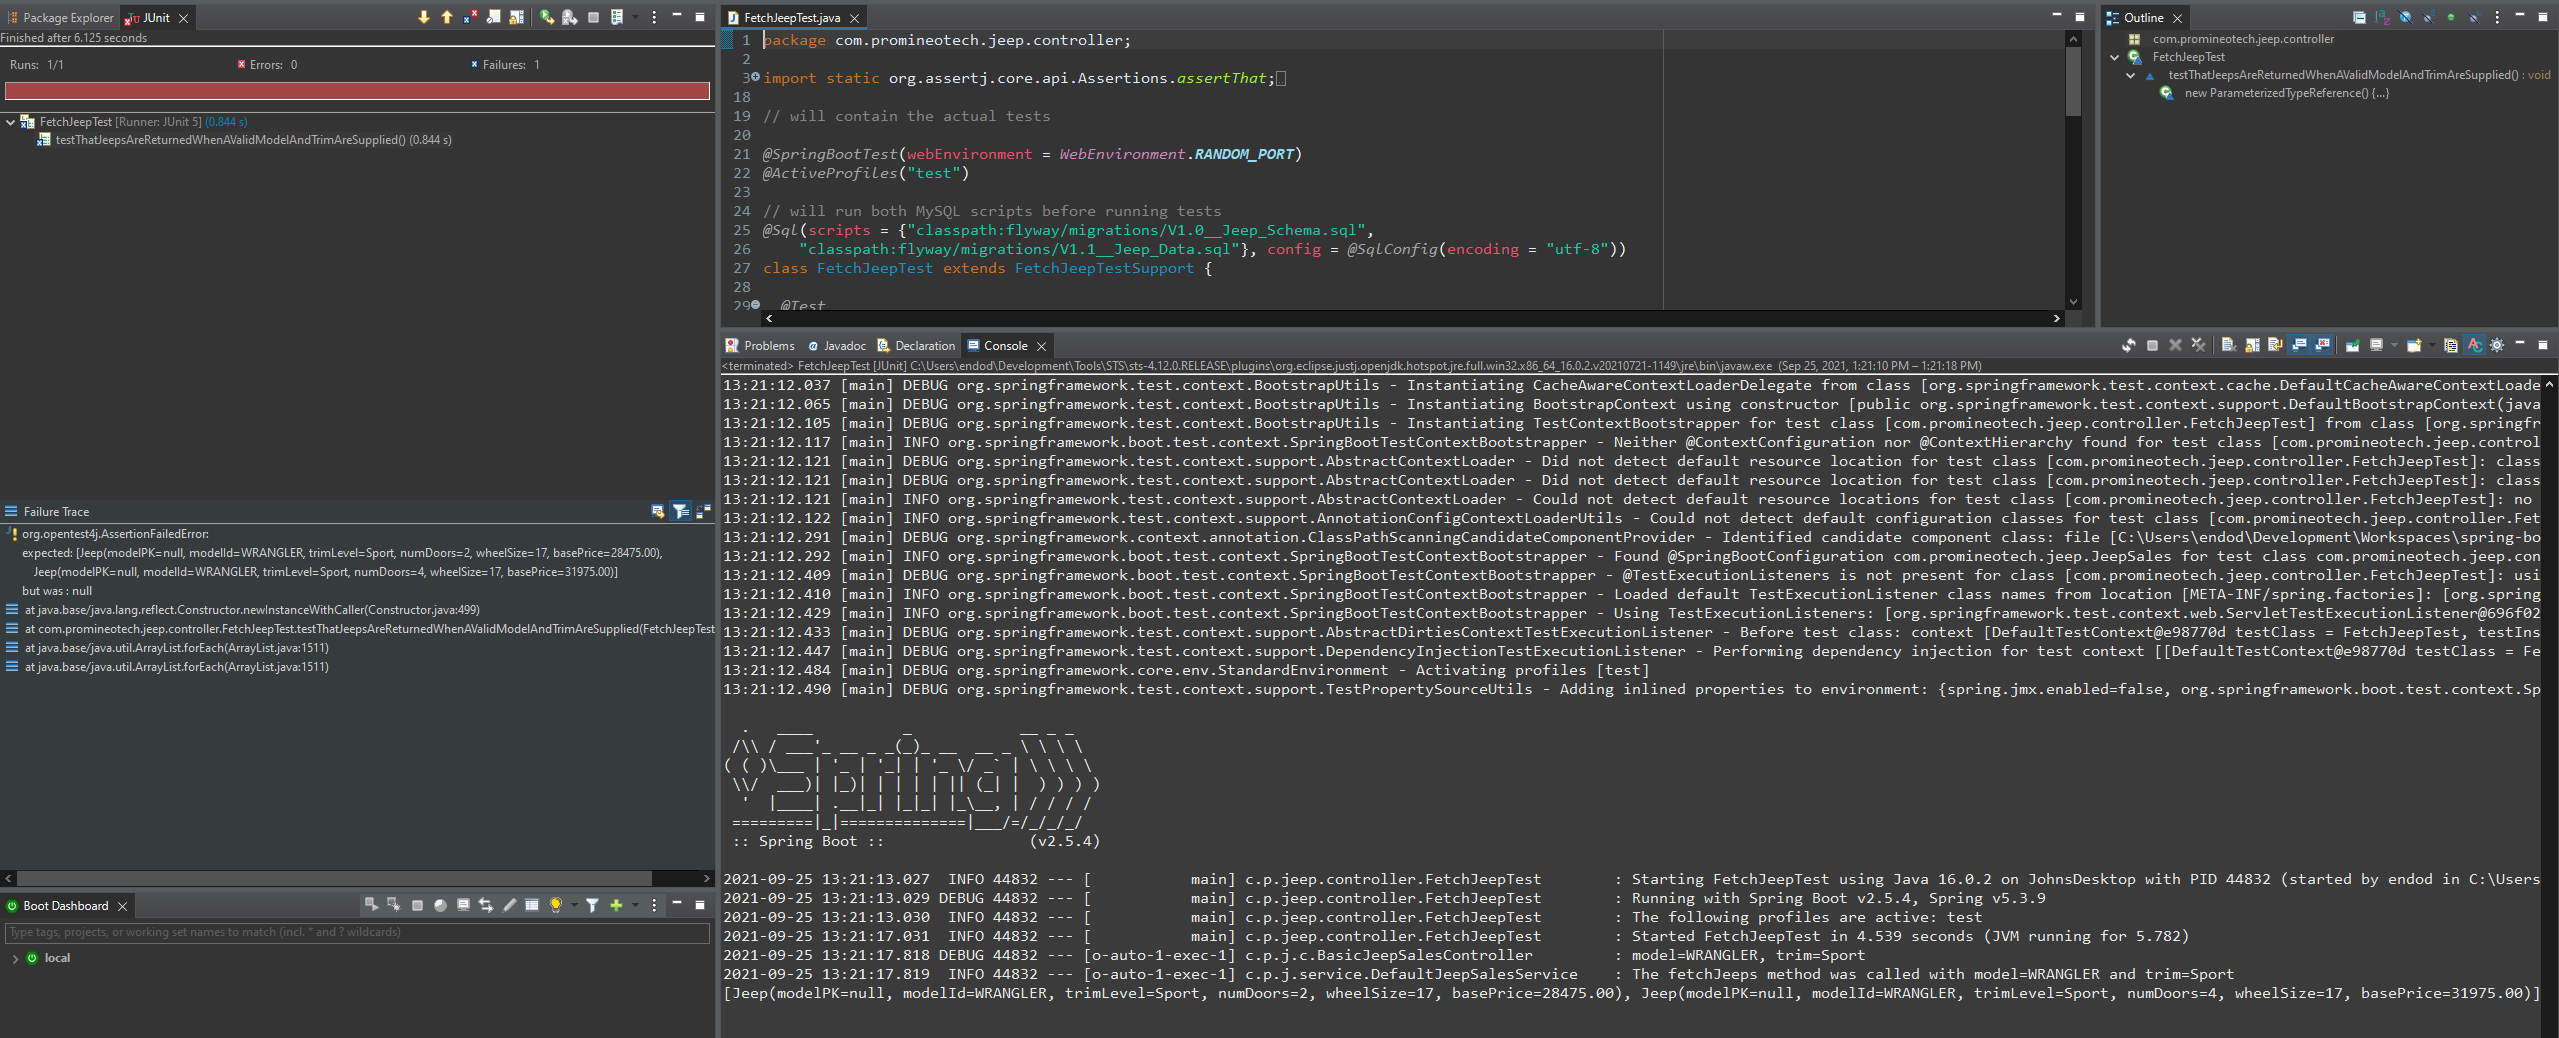 Package Explorer
JUnit
Finished after 6.125 seconds
Runs: 1/1
Errors: 0
Failures: 1
FetchJeepTest [Runner: JUnit 5] (0.844 s)
testThatJeepsAreReturnedWhenAValidModelAndTrimAreSupplied() (0.844 s)
Failure Trace
org.opentest4j.AssertionFailedError:
expected: [Jeep(modelPK=null, modelId=WRANGLER, trimLevel=Sport, numDoors=2, wheelSize=17, basePrice=28475.00),
Jeep(modelPK=null, modelId=WRANGLER, trimLevel=Sport, numDoors=4, wheelSize=17, basePrice=31975.00)]
but was : null
at java.base/java.lang.reflect.Constructor.newInstanceWithCaller(Constructor.java:499)
at com.promineotech.jeep.controller.FetchJeepTest.testThatJeepsAreReturnedWhenAValidModelAndTrimAreSupplied(FetchJeepTest
at java.base/java.util.ArrayList.forEach(ArrayList.java:1511)
at java.base/java.util.ArrayList.forEach(ArrayList.java:1511)
Boot Dashboard
Type tags, projects, or working set names to match (incl. * and ? wildcards)
local
FetchJeepTest.java
1 package com.promineotech.jeep.controller;
2
3 import static org.assertj.core.api.Assertions.assertThat;
18
19 // will contain the actual tests
20
21 @SpringBootTest(webEnvironment = WebEnvironment.RANDOM_PORT)
22 @ActiveProfiles("test")
23
24 // will run both MySQL scripts before running tests
25 @Sql(scripts = {"classpath:flyway/migrations/V1.0__Jeep_Schema.sql",
26 "classpath:flyway/migrations/V1.1__Jeep_Data.sql"}, config = @SqlConfig(encoding = "utf-8"))
27 class FetchJeepTest extends FetchJeepTestSupport {
28
29 @Test
Outline
com.promineotech.jeep.controller
FetchJeepTest
testThatJeepsAreReturnedWhenAValidModelAndTrimAreSupplied() : void
new ParameterizedTypeReference() {...}
Problems
Javadoc
Declaration
Console
<terminated> FetchJeepTest [JUnit] C:\Users\endod\Development\Tools\STS\sts-4.12.0.RELEASE\plugins\org.eclipse.justj.openjdk.hotspot.jre.full.win32.x86_64_16.0.2.v20210721-1149\jre\bin\javaw.exe (Sep 25, 2021, 1:21:10 PM – 1:21:18 PM)
13:21:12.037 [main] DEBUG org.springframework.test.context.BootstrapUtils - Instantiating CacheAwareContextLoaderDelegate from class [org.springframework.test.context.cache.DefaultCacheAwareContextLoade
13:21:12.065 [main] DEBUG org.springframework.test.context.BootstrapUtils - Instantiating BootstrapContext using constructor [public org.springframework.test.context.support.DefaultBootstrapContext(java
13:21:12.105 [main] DEBUG org.springframework.test.context.BootstrapUtils - Instantiating TestContextBootstrapper for test class [com.promineotech.jeep.controller.FetchJeepTest] from class [org.springfr
13:21:12.117 [main] INFO org.springframework.boot.test.context.SpringBootTestContextBootstrapper - Neither @ContextConfiguration nor @ContextHierarchy found for test class [com.promineotech.jeep.control
13:21:12.121 [main] DEBUG org.springframework.test.context.support.AbstractContextLoader - Did not detect default resource location for test class [com.promineotech.jeep.controller.FetchJeepTest]: class
13:21:12.121 [main] DEBUG org.springframework.test.context.support.AbstractContextLoader - Did not detect default resource location for test class [com.promineotech.jeep.controller.FetchJeepTest]: class
13:21:12.121 [main] INFO org.springframework.test.context.support.AbstractContextLoader - Could not detect default resource locations for test class [com.promineotech.jeep.controller.FetchJeepTest]: no
13:21:12.122 [main] INFO org.springframework.test.context.support.AnnotationConfigContextLoaderUtils - Could not detect default configuration classes for test class [com.promineotech.jeep.controller.Fet
13:21:12.291 [main] DEBUG org.springframework.context.annotation.ClassPathScanningCandidateComponentProvider - Identified candidate component class: file [C:\Users\endod\Development\Workspaces\spring-bo
13:21:12.292 [main] INFO org.springframework.boot.test.context.SpringBootTestContextBootstrapper - Found @SpringBootConfiguration com.promineotech.jeep.JeepSales for test class com.promineotech.jeep.con
13:21:12.409 [main] DEBUG org.springframework.boot.test.context.SpringBootTestContextBootstrapper - @TestExecutionListeners is not present for class [com.promineotech.jeep.controller.FetchJeepTest]: usi
13:21:12.410 [main] INFO org.springframework.boot.test.context.SpringBootTestContextBootstrapper - Loaded default TestExecutionListener class names from location [META-INF/spring.factories]: [org.spring
13:21:12.429 [main] INFO org.springframework.boot.test.context.SpringBootTestContextBootstrapper - Using TestExecutionListeners: [org.springframework.test.context.web.ServletTestExecutionListener@696f02
13:21:12.433 [main] DEBUG org.springframework.test.context.support.AbstractDirtiesContextTestExecutionListener - Before test class: context [DefaultTestContext@e98770d testClass = FetchJeepTest, testIns
13:21:12.447 [main] DEBUG org.springframework.test.context.support.DependencyInjectionTestExecutionListener - Performing dependency injection for test context [[DefaultTestContext@e98770d testClass = Fe
13:21:12.484 [main] DEBUG org.springframework.core.env.StandardEnvironment - Activating profiles [test]
13:21:12.490 [main] DEBUG org.springframework.test.context.support.TestPropertySourceUtils - Adding inlined properties to environment: {spring.jmx.enabled=false, org.springframework.boot.test.context.Sp
:: Spring Boot :: (v2.5.4)
2021-09-25 13:21:13.027 INFO 44832 --- [ main] c.p.jeep.controller.FetchJeepTest : Starting FetchJeepTest using Java 16.0.2 on JohnsDesktop with PID 44832 (started by endod in C:\Users
2021-09-25 13:21:13.029 DEBUG 44832 --- [ main] c.p.jeep.controller.FetchJeepTest : Running with Spring Boot v2.5.4, Spring v5.3.9
2021-09-25 13:21:13.030 INFO 44832 --- [ main] c.p.jeep.controller.FetchJeepTest : The following profiles are active: test
2021-09-25 13:21:17.031 INFO 44832 --- [ main] c.p.jeep.controller.FetchJeepTest : Started FetchJeepTest in 4.539 seconds (JVM running for 5.782)
2021-09-25 13:21:17.818 DEBUG 44832 --- [o-auto-1-exec-1] c.p.j.c.BasicJeepSalesController : model=WRANGLER, trim=Sport
2021-09-25 13:21:17.819 INFO 44832 --- [o-auto-1-exec-1] c.p.j.service.DefaultJeepSalesService : The fetchJeeps method was called with model=WRANGLER and trim=Sport
[Jeep(modelPK=null, modelId=WRANGLER, trimLevel=Sport, numDoors=2, wheelSize=17, basePrice=28475.00), Jeep(modelPK=null, modelId=WRANGLER, trimLevel=Sport, numDoors=4, wheelSize=17, basePrice=31975.00)]